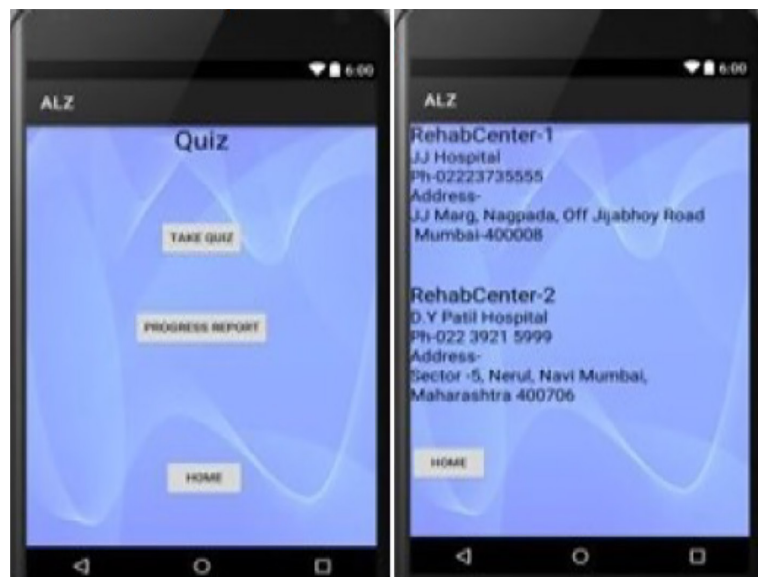 6:00
ALZ
Quiz
TAKE QUIZ
PROGRESS REPORT
HOME
6:00
ALZ
RehabCenter-1
JJ Hospital
Ph-02223735555
Address-
JJ Marg, Nagpada, Off Jijabhoy Road
Mumbai-400008
RehabCenter-2
D.Y Patil Hospital
Ph-022 3921 5999
Address-
Sector -5, Nerul, Navi Mumbai,
Maharashtra 400706
HOME